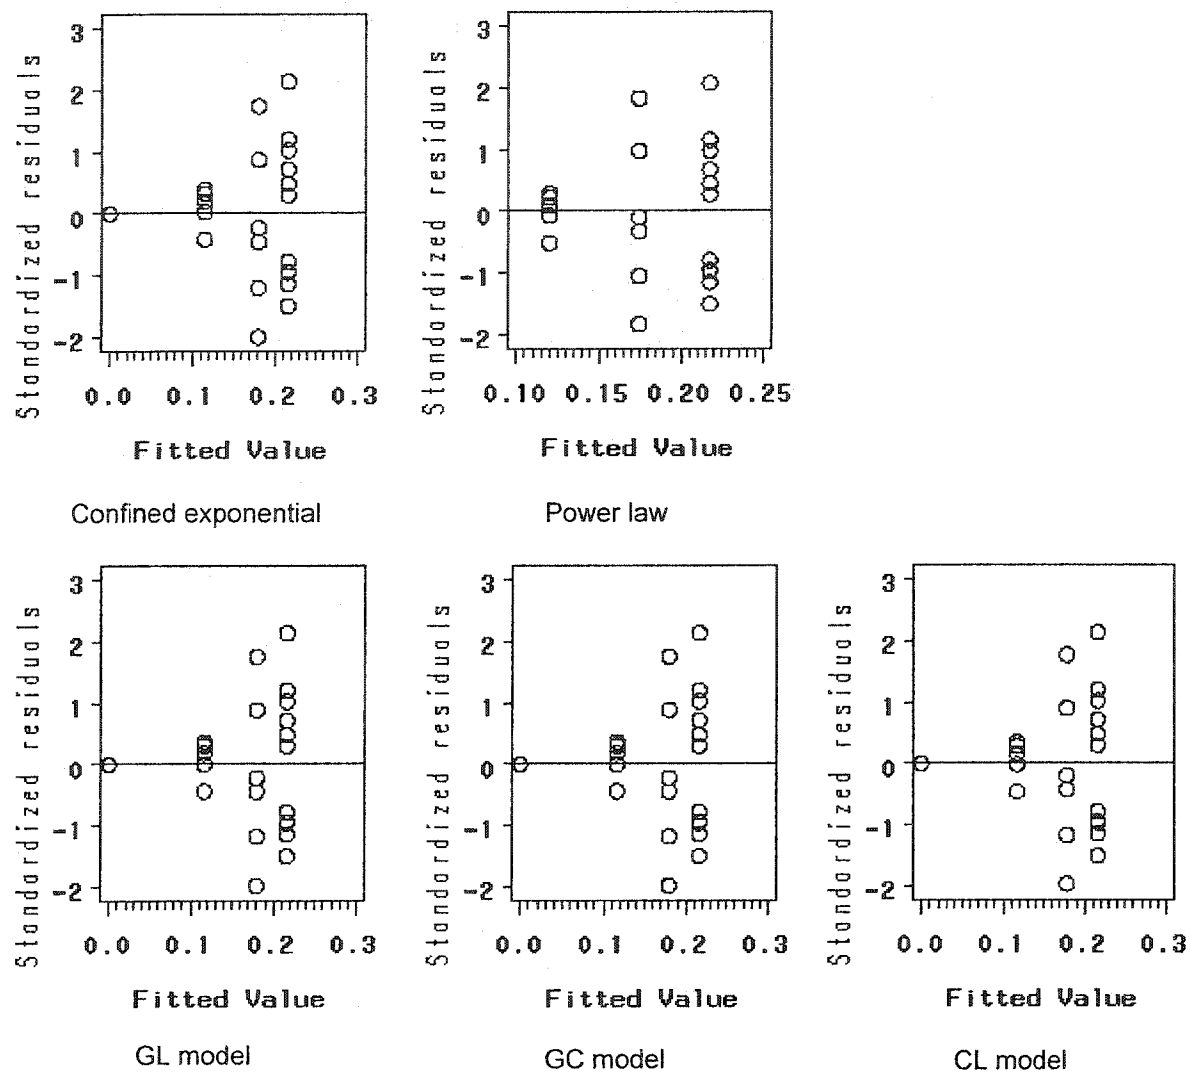 3
2
1
0
-1
-2
Standardized residuals
0.0 0.1 0.2 0.3
Fitted Value
Confined exponential
3
2
1
0
-1
-2
Standardized residuals
0.10 0.15 0.20 0.25
Fitted Value
Power law
3
2
1
0
-1
-2
Standardized residuals
0.0 0.1 0.2 0.3
Fitted Value
GL model
3
2
1
0
-1
-2
Standardized residuals
0.0 0.1 0.2 0.3
Fitted Value
GC model
3
2
1
0
-1
-2
Standardized residuals
0.0 0.1 0.2 0.3
Fitted Value
CL model